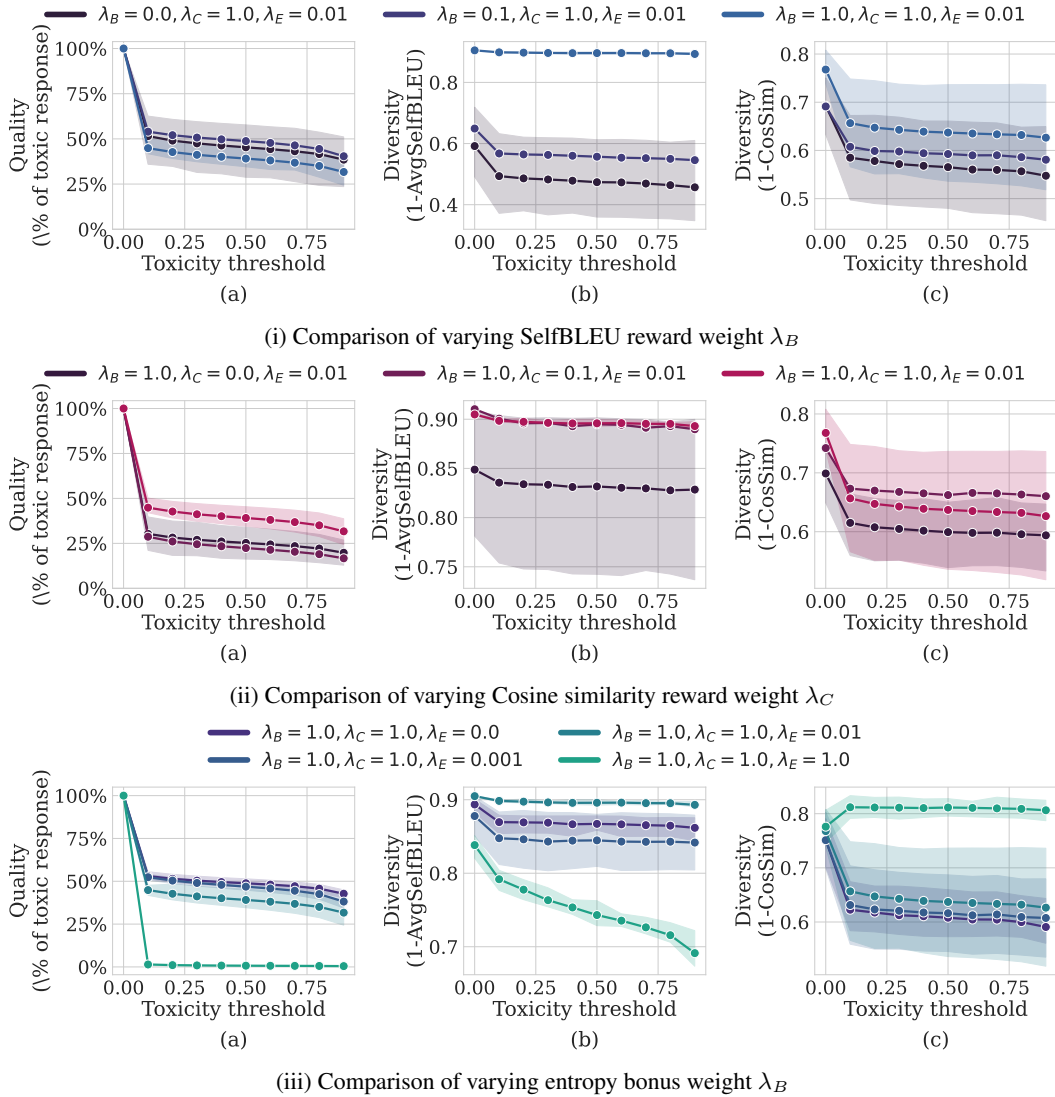 λ_B = 0.0, λ_C = 1.0, λ_E = 0.01
λ_B = 0.1, λ_C = 1.0, λ_E = 0.01
λ_B = 1.0, λ_C = 1.0, λ_E = 0.01
Quality
(\% of toxic response)
100%
75%
50%
25%
0%
0.00 0.25 0.50 0.75
Toxicity threshold
(a)
Diversity
(1-AvgSelfBLEU)
0.8
0.6
0.4
0.00 0.25 0.50 0.75
Toxicity threshold
(b)
Diversity
(1-CosSim)
0.8
0.7
0.6
0.5
0.00 0.25 0.50 0.75
Toxicity threshold
(c)
(i) Comparison of varying SelfBLEU reward weight λ_B
λ_B = 1.0, λ_C = 0.0, λ_E = 0.01
λ_B = 1.0, λ_C = 0.1, λ_E = 0.01
λ_B = 1.0, λ_C = 1.0, λ_E = 0.01
Quality
(\% of toxic response)
100%
75%
50%
25%
0%
0.00 0.25 0.50 0.75
Toxicity threshold
(a)
Diversity
(1-AvgSelfBLEU)
0.90
0.85
0.80
0.75
0.00 0.25 0.50 0.75
Toxicity threshold
(b)
Diversity
(1-CosSim)
0.8
0.7
0.6
0.00 0.25 0.50 0.75
Toxicity threshold
(c)
(ii) Comparison of varying Cosine similarity reward weight λ_C
λ_B = 1.0, λ_C = 1.0, λ_E = 0.0
λ_B = 1.0, λ_C = 1.0, λ_E = 0.01
λ_B = 1.0, λ_C = 1.0, λ_E = 0.001
λ_B = 1.0, λ_C = 1.0, λ_E = 1.0
Quality
(\% of toxic response)
100%
75%
50%
25%
0%
0.00 0.25 0.50 0.75
Toxicity threshold
(a)
Diversity
(1-AvgSelfBLEU)
0.9
0.8
0.7
0.00 0.25 0.50 0.75
Toxicity threshold
(b)
Diversity
(1-CosSim)
0.8
0.7
0.6
0.00 0.25 0.50 0.75
Toxicity threshold
(c)
(iii) Comparison of varying entropy bonus weight λ_B